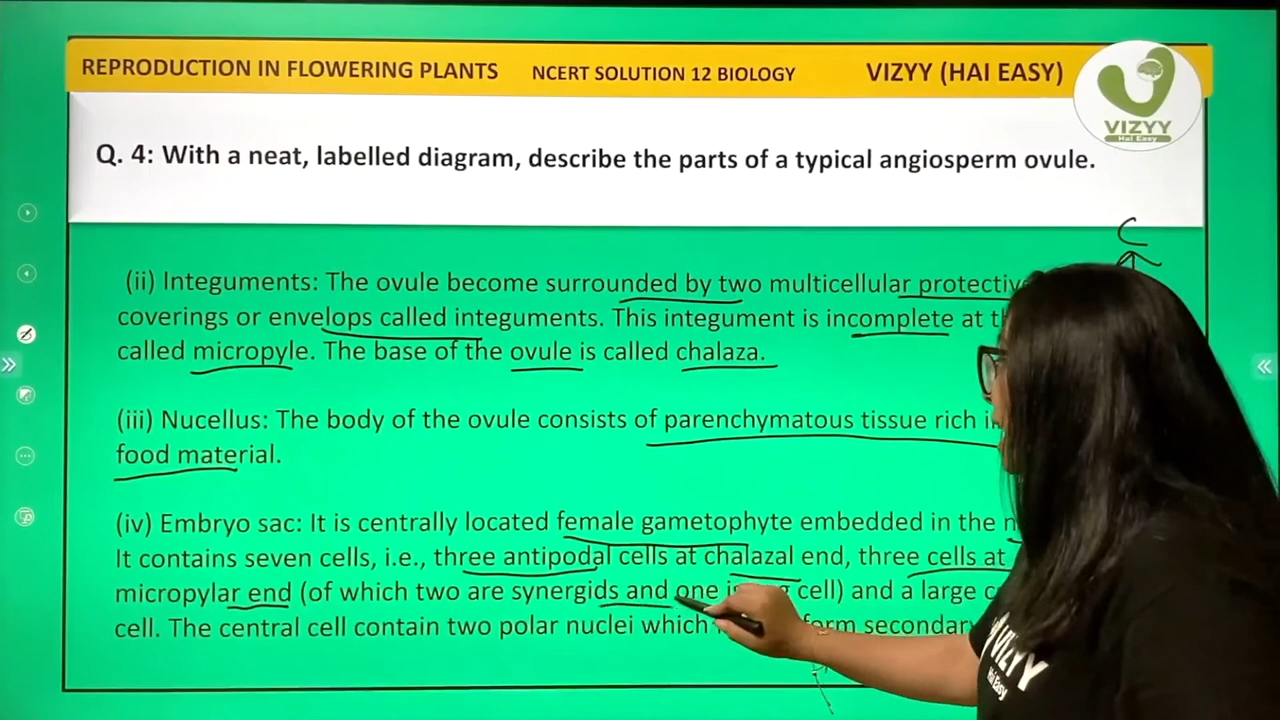 REPRODUCTION IN FLOWERING PLANTS NCERT SOLUTION 12 BIOLOGY VIZYY (HAI EASY)
VIZYY
Hai Easy
Q. 4: With a neat, labelled diagram, describe the parts of a typical angiosperm ovule.
C
(ii) Integuments: The ovule become surrounded by two multicellular protectiv
coverings or envelops called integuments. This integument is incomplete at
called micropyle. The base of the ovule is called chalaza.
(iii) Nucellus: The body of the ovule consists of parenchymatous tissue rich
food material.
(iv) Embryo sac: It is centrally located female gametophyte embedded in the
It contains seven cells, i.e., three antipodal cells at chalazal end, three cells at
micropylar end (of which two are synergids and one cell) and a large
cell. The central cell contain two polar nuclei which form secondar
VIZYY
Hai Easy